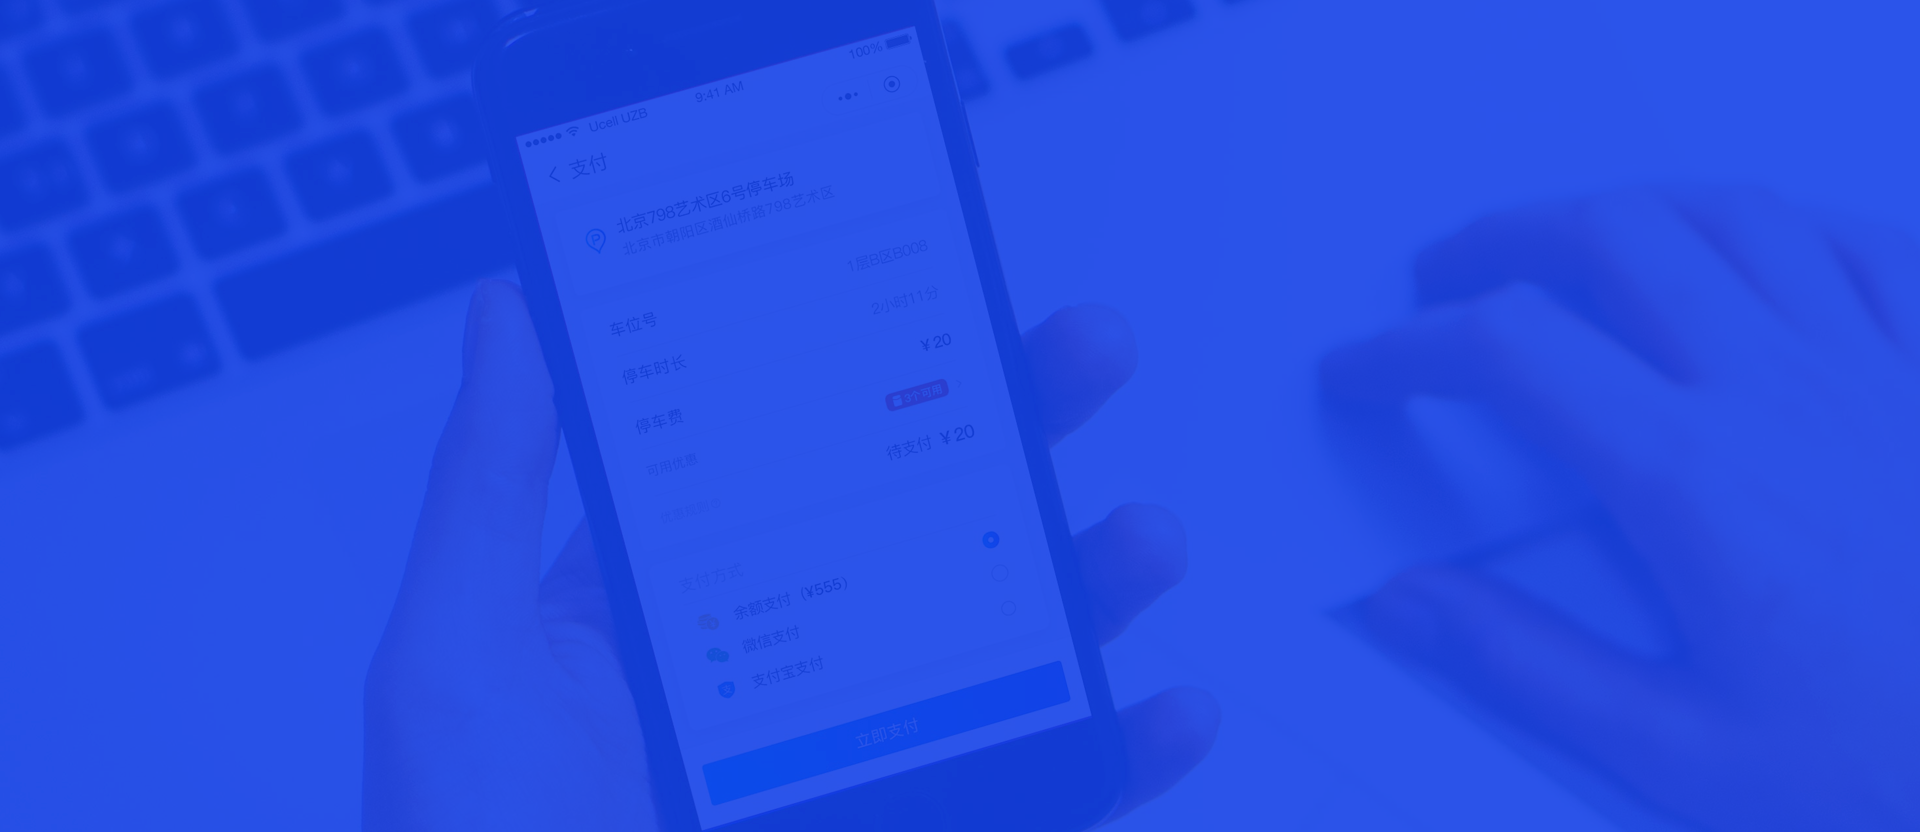 Ucell UZB 9:41 AM 100%
支付
北京798艺术区6号停车场
北京市朝阳区酒仙桥路798艺术区
车位号 1层B区B008
停车时长 2小时11分
停车费 ¥20
可用优惠 3个可用
待支付 ¥20
支付方式
余额支付（¥555）
微信支付
支付宝支付
立即支付